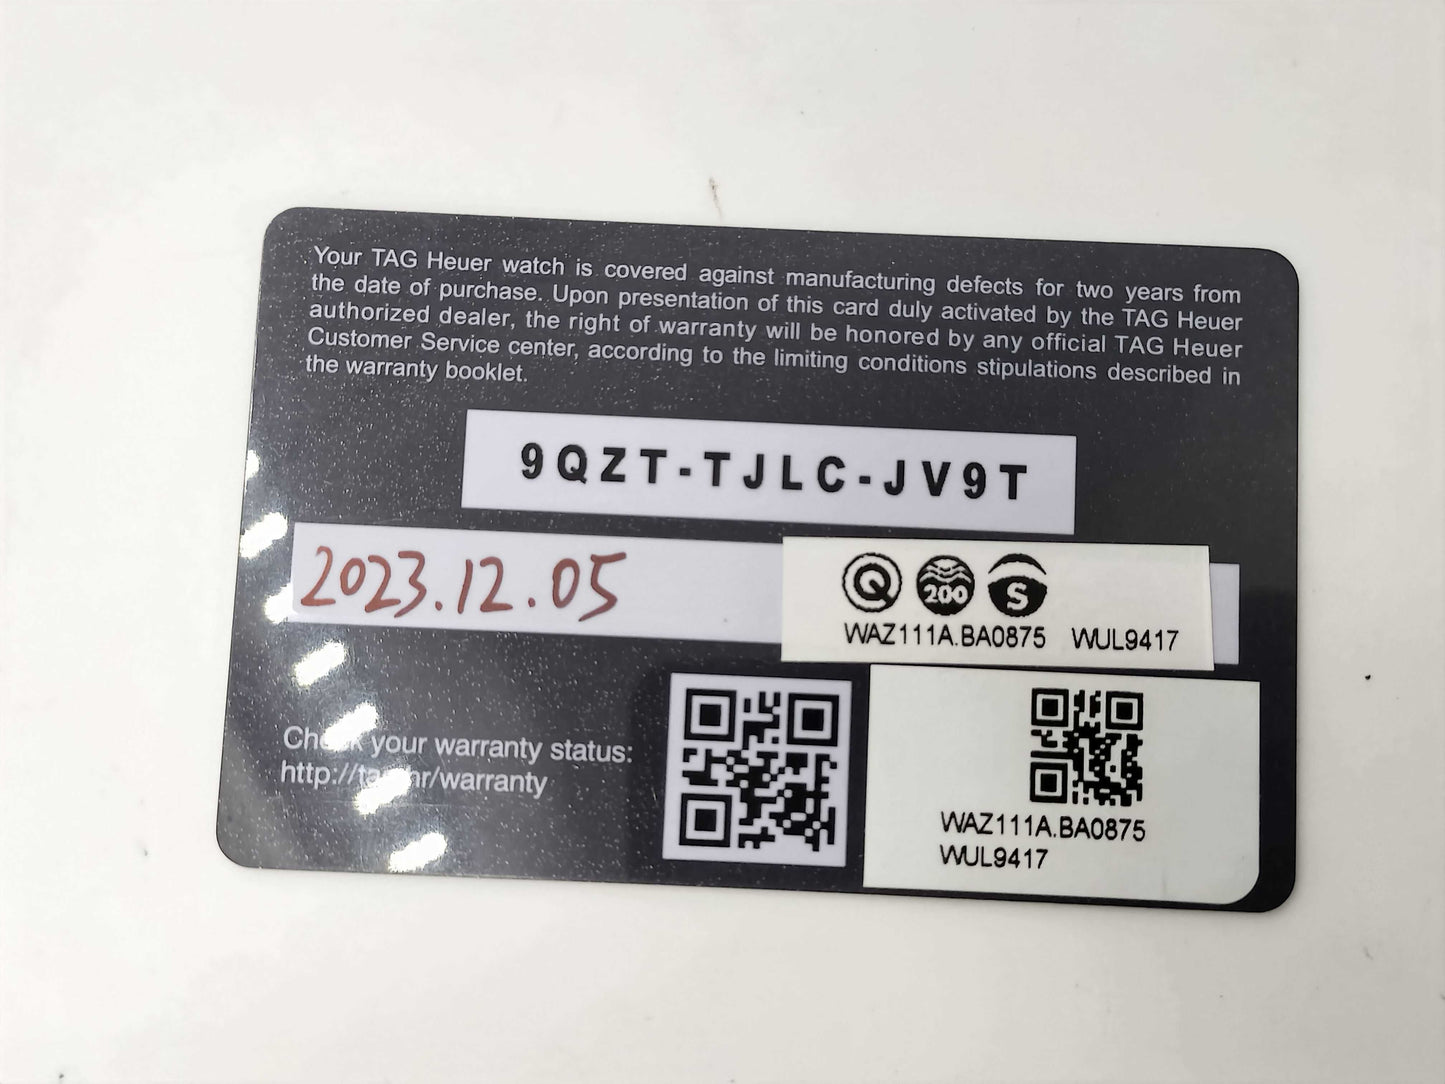 Your TAG Heuer watch is covered against manufacturing defects for two years from
the date of purchase. Upon presentation of this card duly activated by the TAG Heuer
authorized dealer, the right of warranty will be honored by any official TAG Heuer
Customer Service center, according to the limiting conditions stipulations described in
the warranty booklet.
9QZT-TJLC-JV9T
2023.12.05
Q 200 S
WAZ111A.BA0875 WUL9417
Check your warranty status:
WAZ111A.BA0875
WUL9417